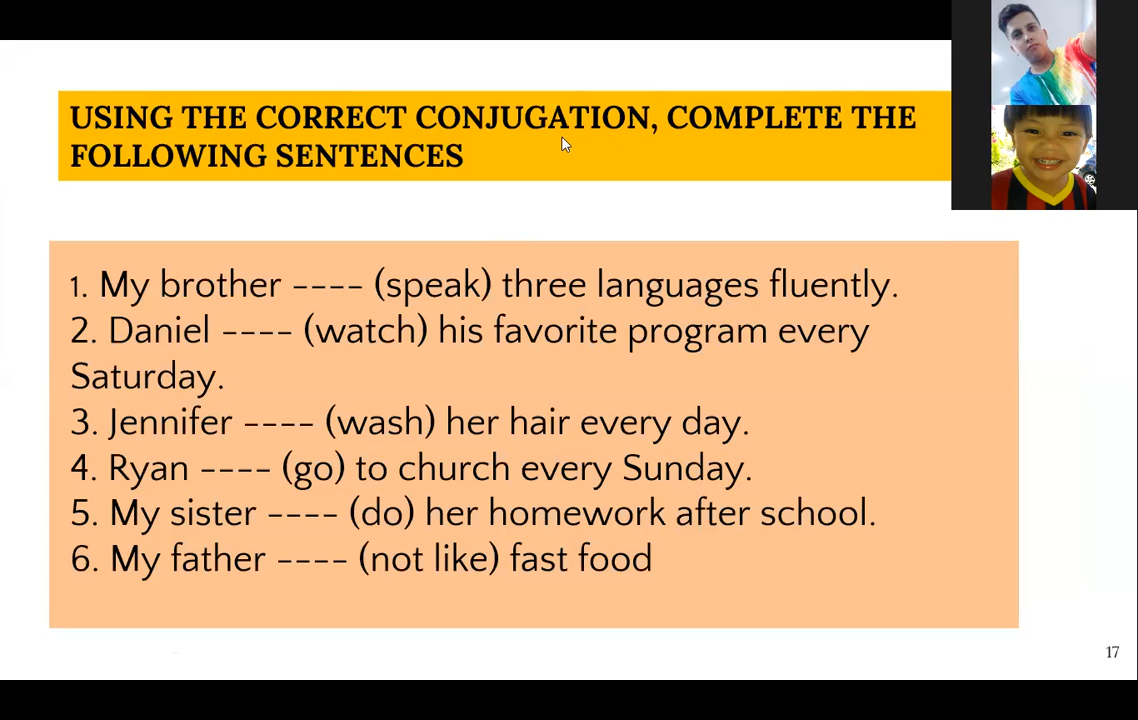 USING THE CORRECT CONJUGATION, COMPLETE THE
FOLLOWING SENTENCES
1. My brother ---- (speak) three languages fluently.
2. Daniel ---- (watch) his favorite program every
Saturday.
3. Jennifer ---- (wash) her hair every day.
4. Ryan ---- (go) to church every Sunday.
5. My sister ---- (do) her homework after school.
6. My father ---- (not like) fast food
17